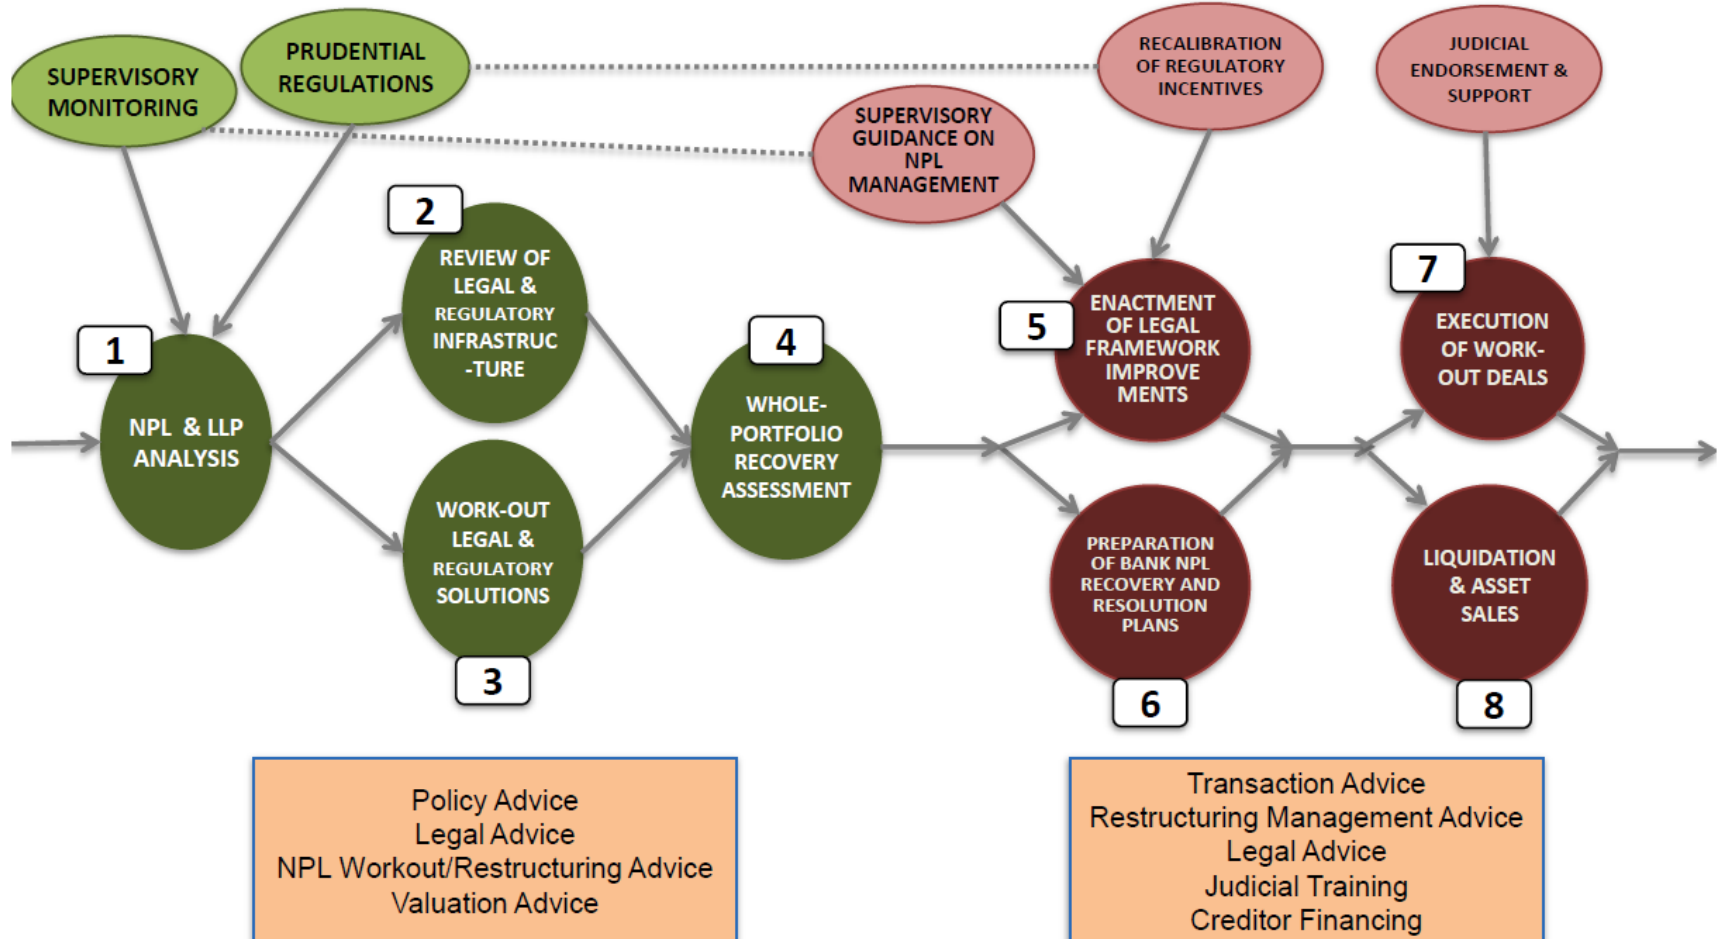 SUPERVISORY
MONITORING
PRUDENTIAL
REGULATIONS
SUPERVISORY
GUIDANCE ON
NPL
MANAGEMENT
RECALIBRATION
OF REGULATORY
INCENTIVES
JUDICIAL
ENDORSEMENT &
SUPPORT
1
NPL & LLP
ANALYSIS
2
REVIEW OF
LEGAL &
REGULATORY
INFRASTRUC
-TURE
WORK-OUT
LEGAL &
REGULATORY
SOLUTIONS
3
4
WHOLE-
PORTFOLIO
RECOVERY
ASSESSMENT
5
ENACTMENT
OF LEGAL
FRAMEWORK
IMPROVE
MENTS
PREPARATION
OF BANK NPL
RECOVERY AND
RESOLUTION
PLANS
6
7
EXECUTION
OF WORK-
OUT DEALS
LIQUIDATION
& ASSET
SALES
8
Policy Advice
Legal Advice
NPL Workout/Restructuring Advice
Valuation Advice
Transaction Advice
Restructuring Management Advice
Legal Advice
Judicial Training
Creditor Financing